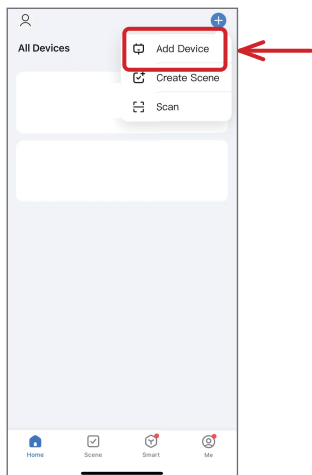 All Devices
Add Device
Create Scene
Scan
Home
Scene
Smart
Me